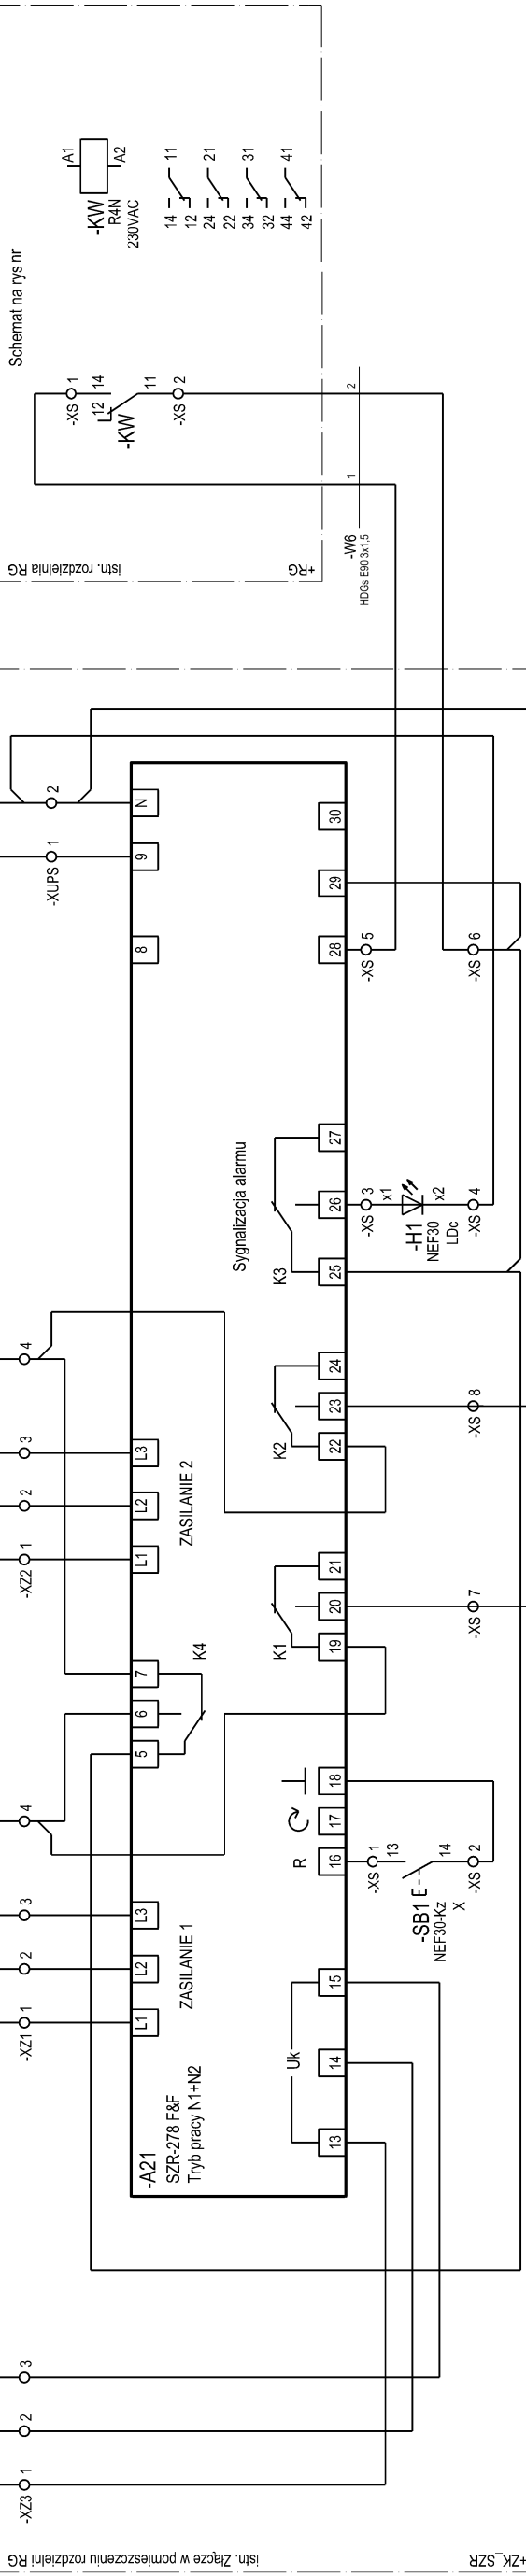 Schemat na rys nr
A1
A2
-KW
R4N
230VAC
14 11
12
24 21
22
34 31
32
44 41
42
-XS 1
12 14
11
-KW
-XS 2
istn. rozdzielnia RG
+RG
1
2
-W6
HDGs E90 3x1,5
-XUPS 1
2
8
9
N
28
29
30
-XS 5
-XS 6
Sygnalizacja alarmu
K3
25
26
27
-XS 3
x1
-H1
NEF30
LDc
x2
-XS 4
-XZ2 1
2
3
4
L1
L2
L3
ZASILANIE 2
K2
22
23
24
-XS 8
K1
19
20
21
-XS 7
5
6
7
K4
-XZ1 1
2
3
4
L1
L2
L3
ZASILANIE 1
R
16
17
18
-XS 1
13
-SB1 E
NEF30-Kz
X
14
-XS 2
-A21
SZR-278 F&F
Tryb pracy N1+N2
Uk
13
14
15
-XZ3 1
2
3
istn. Złącze w pomieszczeniu rozdzielni RG
+ZK_SZR